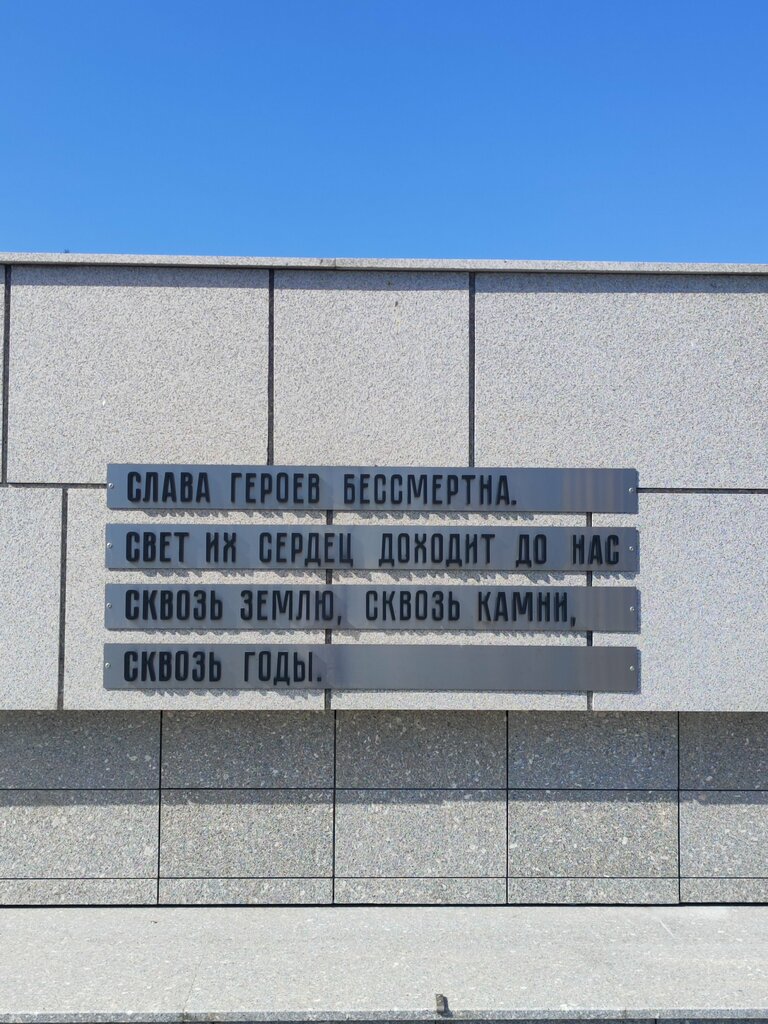 СЛАВА ГЕРОЕВ БЕССМЕРТНА.
СВЕТ ИХ СЕРДЕЦ ДОХОДИТ ДО НАС
СКВОЗЬ ЗЕМЛЮ, СКВОЗЬ КАМНИ,
СКВОЗЬ ГОДЫ.